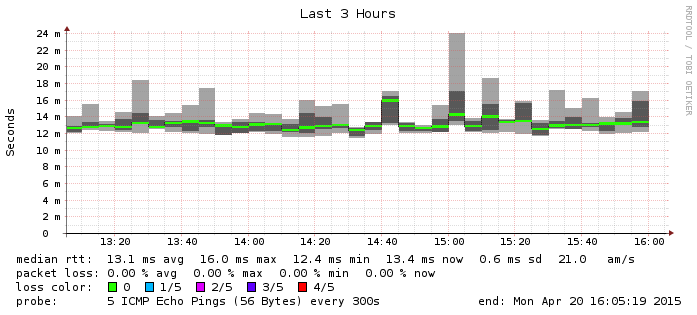 Last 3 Hours
RRDTOOL / TOBI OETIKER
Seconds
24 m
22 m
20 m
18 m
16 m
14 m
12 m
10 m
8 m
6 m
4 m
2 m
0
13:20 13:40 14:00 14:20 14:40 15:00 15:20 15:40 16:00
median rtt: 13.1 ms avg 16.0 ms max 12.4 ms min 13.4 ms now 0.6 ms sd 21.0 am/s
packet loss: 0.00 % avg 0.00 % max 0.00 % min 0.00 % now
loss color: 0 1/5 2/5 3/5 4/5
probe: 5 ICMP Echo Pings (56 Bytes) every 300s end: Mon Apr 20 16:05:19 2015